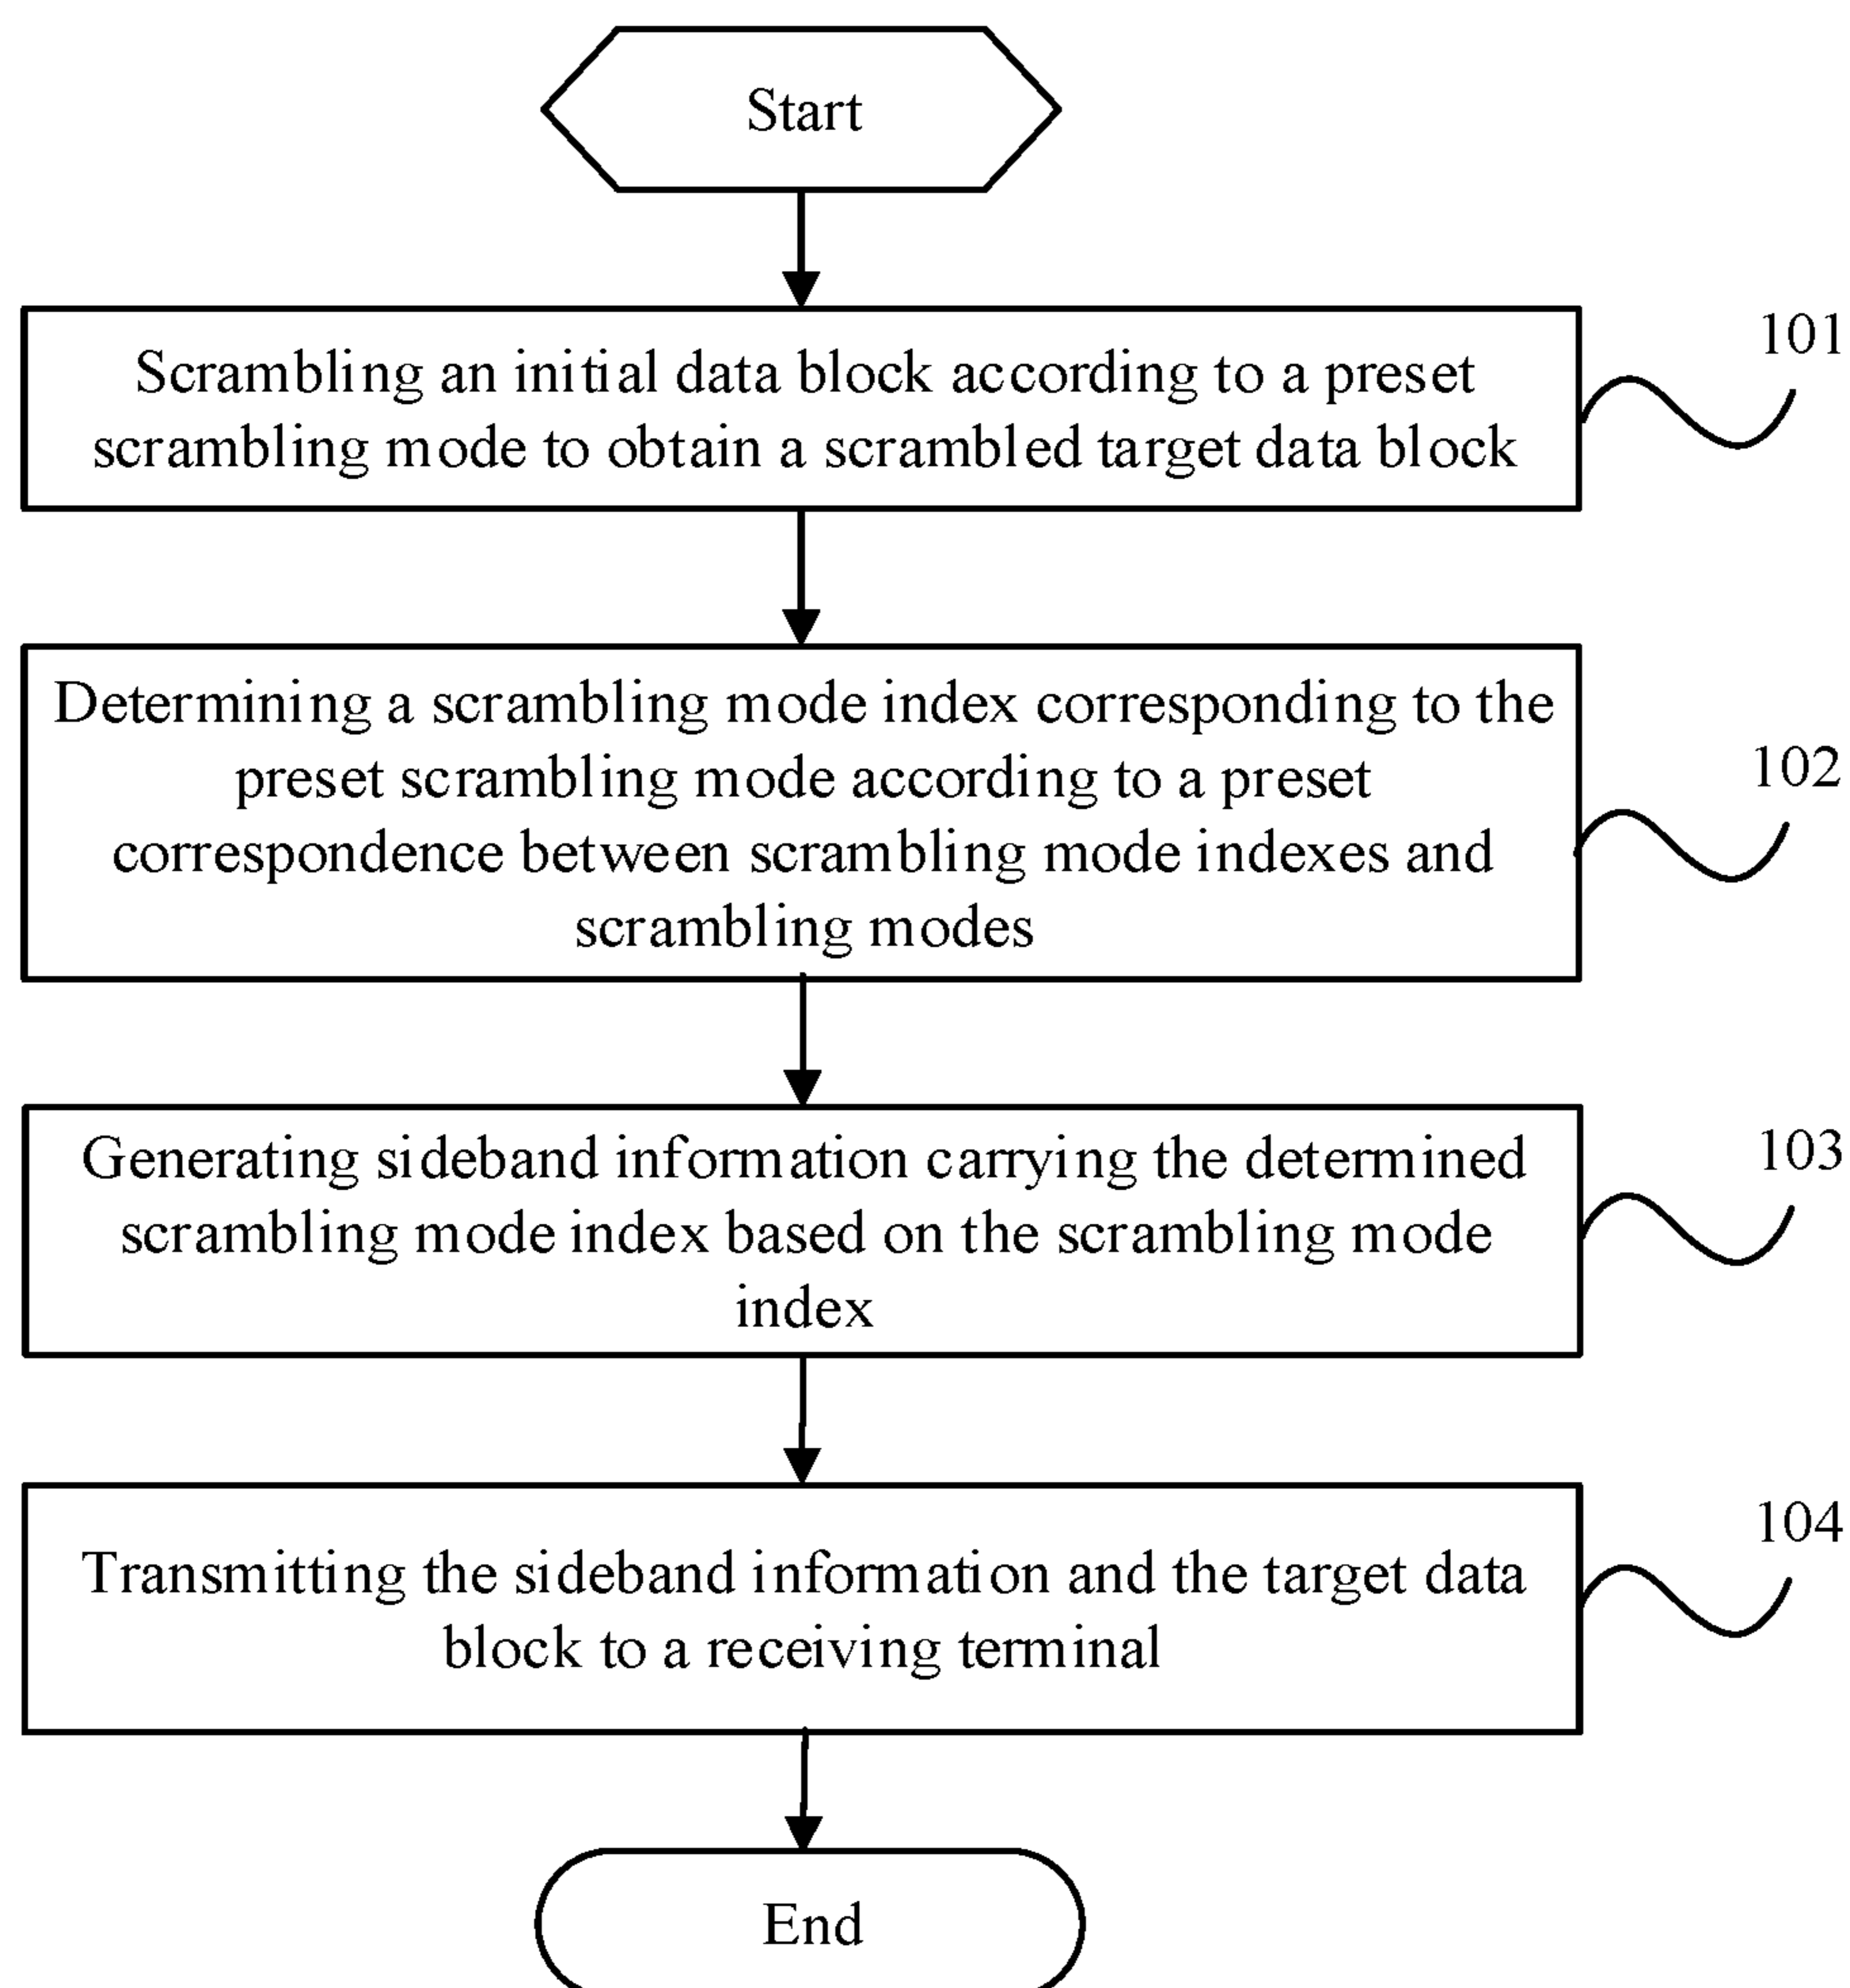 Start
101
Scrambling an initial data block according to a preset
scrambling mode to obtain a scrambled target data block
Determining a scrambling mode index corresponding to the
102
preset scrambling mode according to a preset
correspondence between scrambling mode indexes and
scrambling modes
103
Generating sideband information carrying the determined
scrambling mode index based on the scrambling mode
index
104
Transmitting the sideband information and the target data
block to a receiving terminal
End